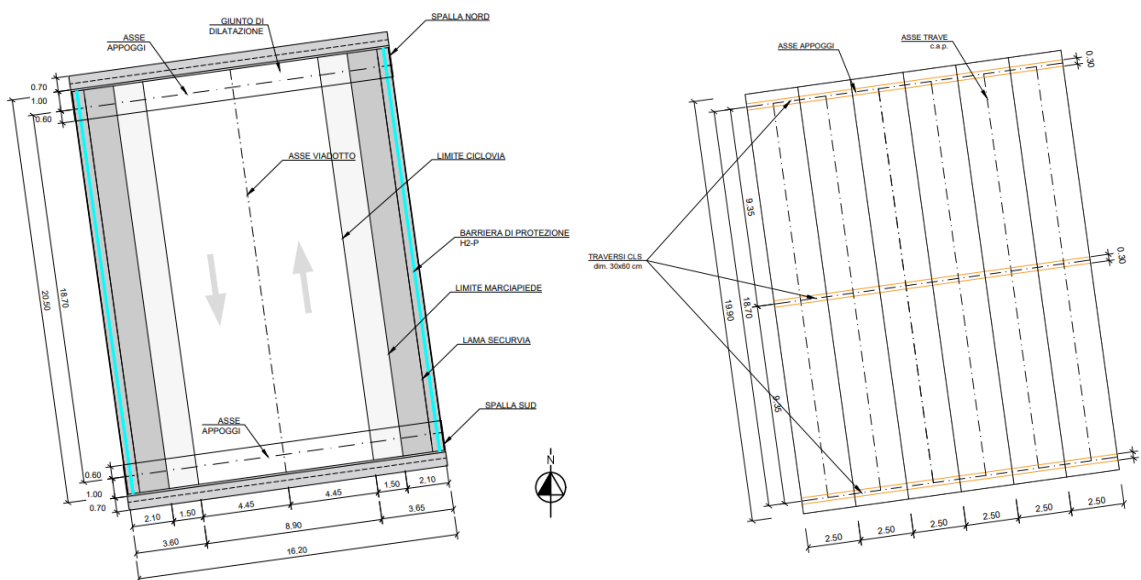 SPALLA NORD
GIUNTO DI
DILATAZIONE
ASSE
APPOGGI
0.70
1.00
0.60
ASSE VIADOTTO
LIMITE CICLOVIA
BARRIERA DI PROTEZIONE
H2-P
LIMITE MARCIAPIEDE
LAMA SECURVIA
SPALLA SUD
20.50
18.70
ASSE
APPOGGI
0.60
1.00
0.70
2.10
1.50
4.45
4.45
1.50
2.10
3.60
8.90
3.65
16.20
N
ASSE APPOGGI
ASSE TRAVE
c.a.p.
0.30
9.35
TRAVERSI CLS
dim. 30x60 cm
0.30
19.90
18.70
9.35
2.50
2.50
2.50
2.50
2.50
2.50